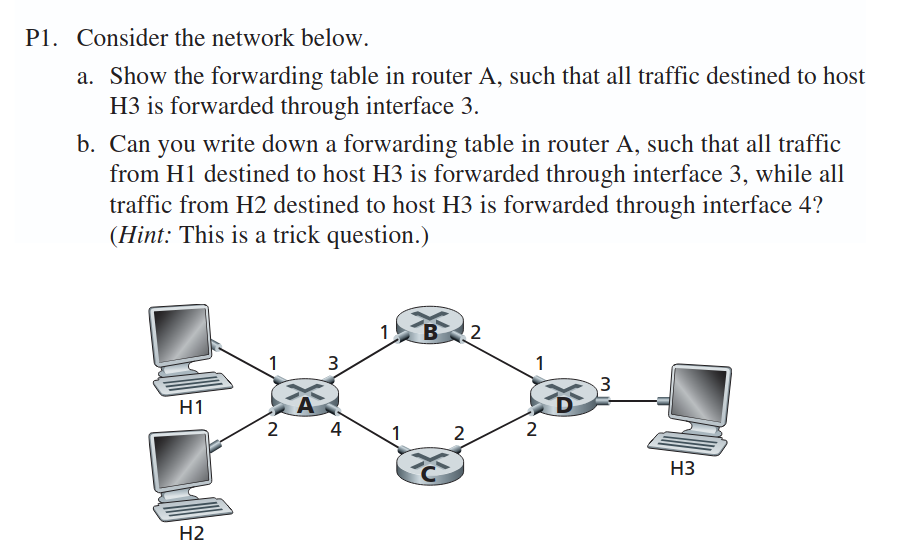 P1. Consider the network below.
a. Show the forwarding table in router A, such that all traffic destined to host
H3 is forwarded through interface 3.
b. Can you write down a forwarding table in router A, such that all traffic
from H1 destined to host H3 is forwarded through interface 3, while all
traffic from H2 destined to host H3 is forwarded through interface 4?
(Hint: This is a trick question.)
1 B 2
1 3 1
3
H1 A D
2 4 1 2 2
C H3
H2